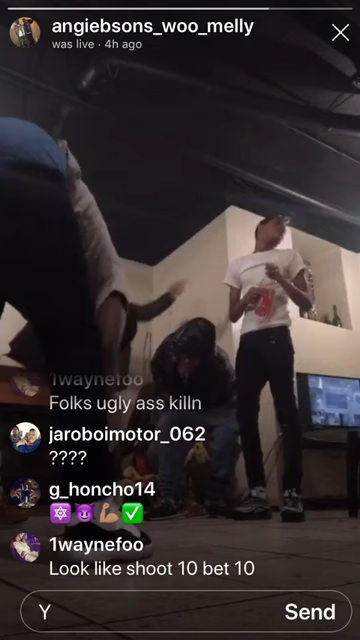 angiebsons_woo_melly
was live · 4h ago
1waynefoo
Folks ugly ass killn
jaroboimotor_062
????
g_honcho14
🔯😈💪🏽✅
1waynefoo
Look like shoot 10 bet 10
Y
Send